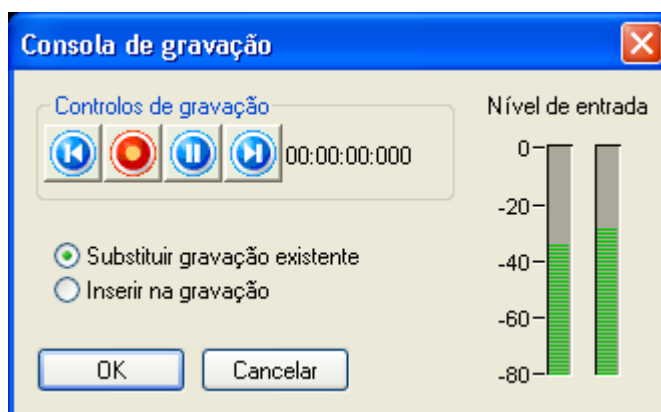 Consola de gravação
Controlos de gravação
00:00:00:000
Substituir gravação existente
Inserir na gravação
OK
Cancelar
Nível de entrada
0
-20
-40
-60
-80